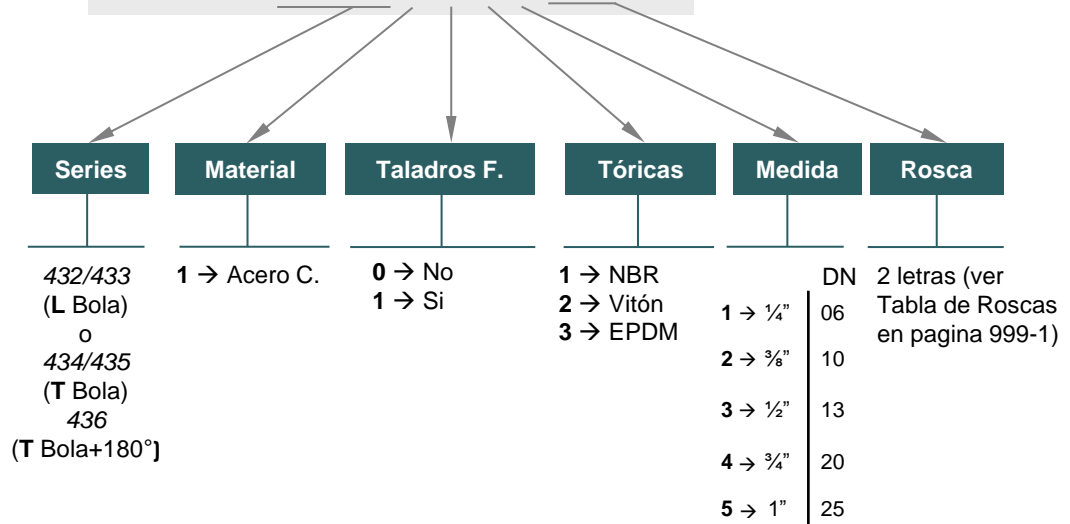 Series
Material
Taladros F.
Tóricas
Medida
Rosca
432/433
(L Bola)
o
434/435
(T Bola)
436
(T Bola+180°)
1 → Acero C.
0 → No
1 → Si
1 → NBR
2 → Vitón
3 → EPDM
DN
1 → ¼” 06
2 → ⅜” 10
3 → ½” 13
4 → ¾” 20
5 → 1” 25
2 letras (ver
Tabla de Roscas
en pagina 999-1)